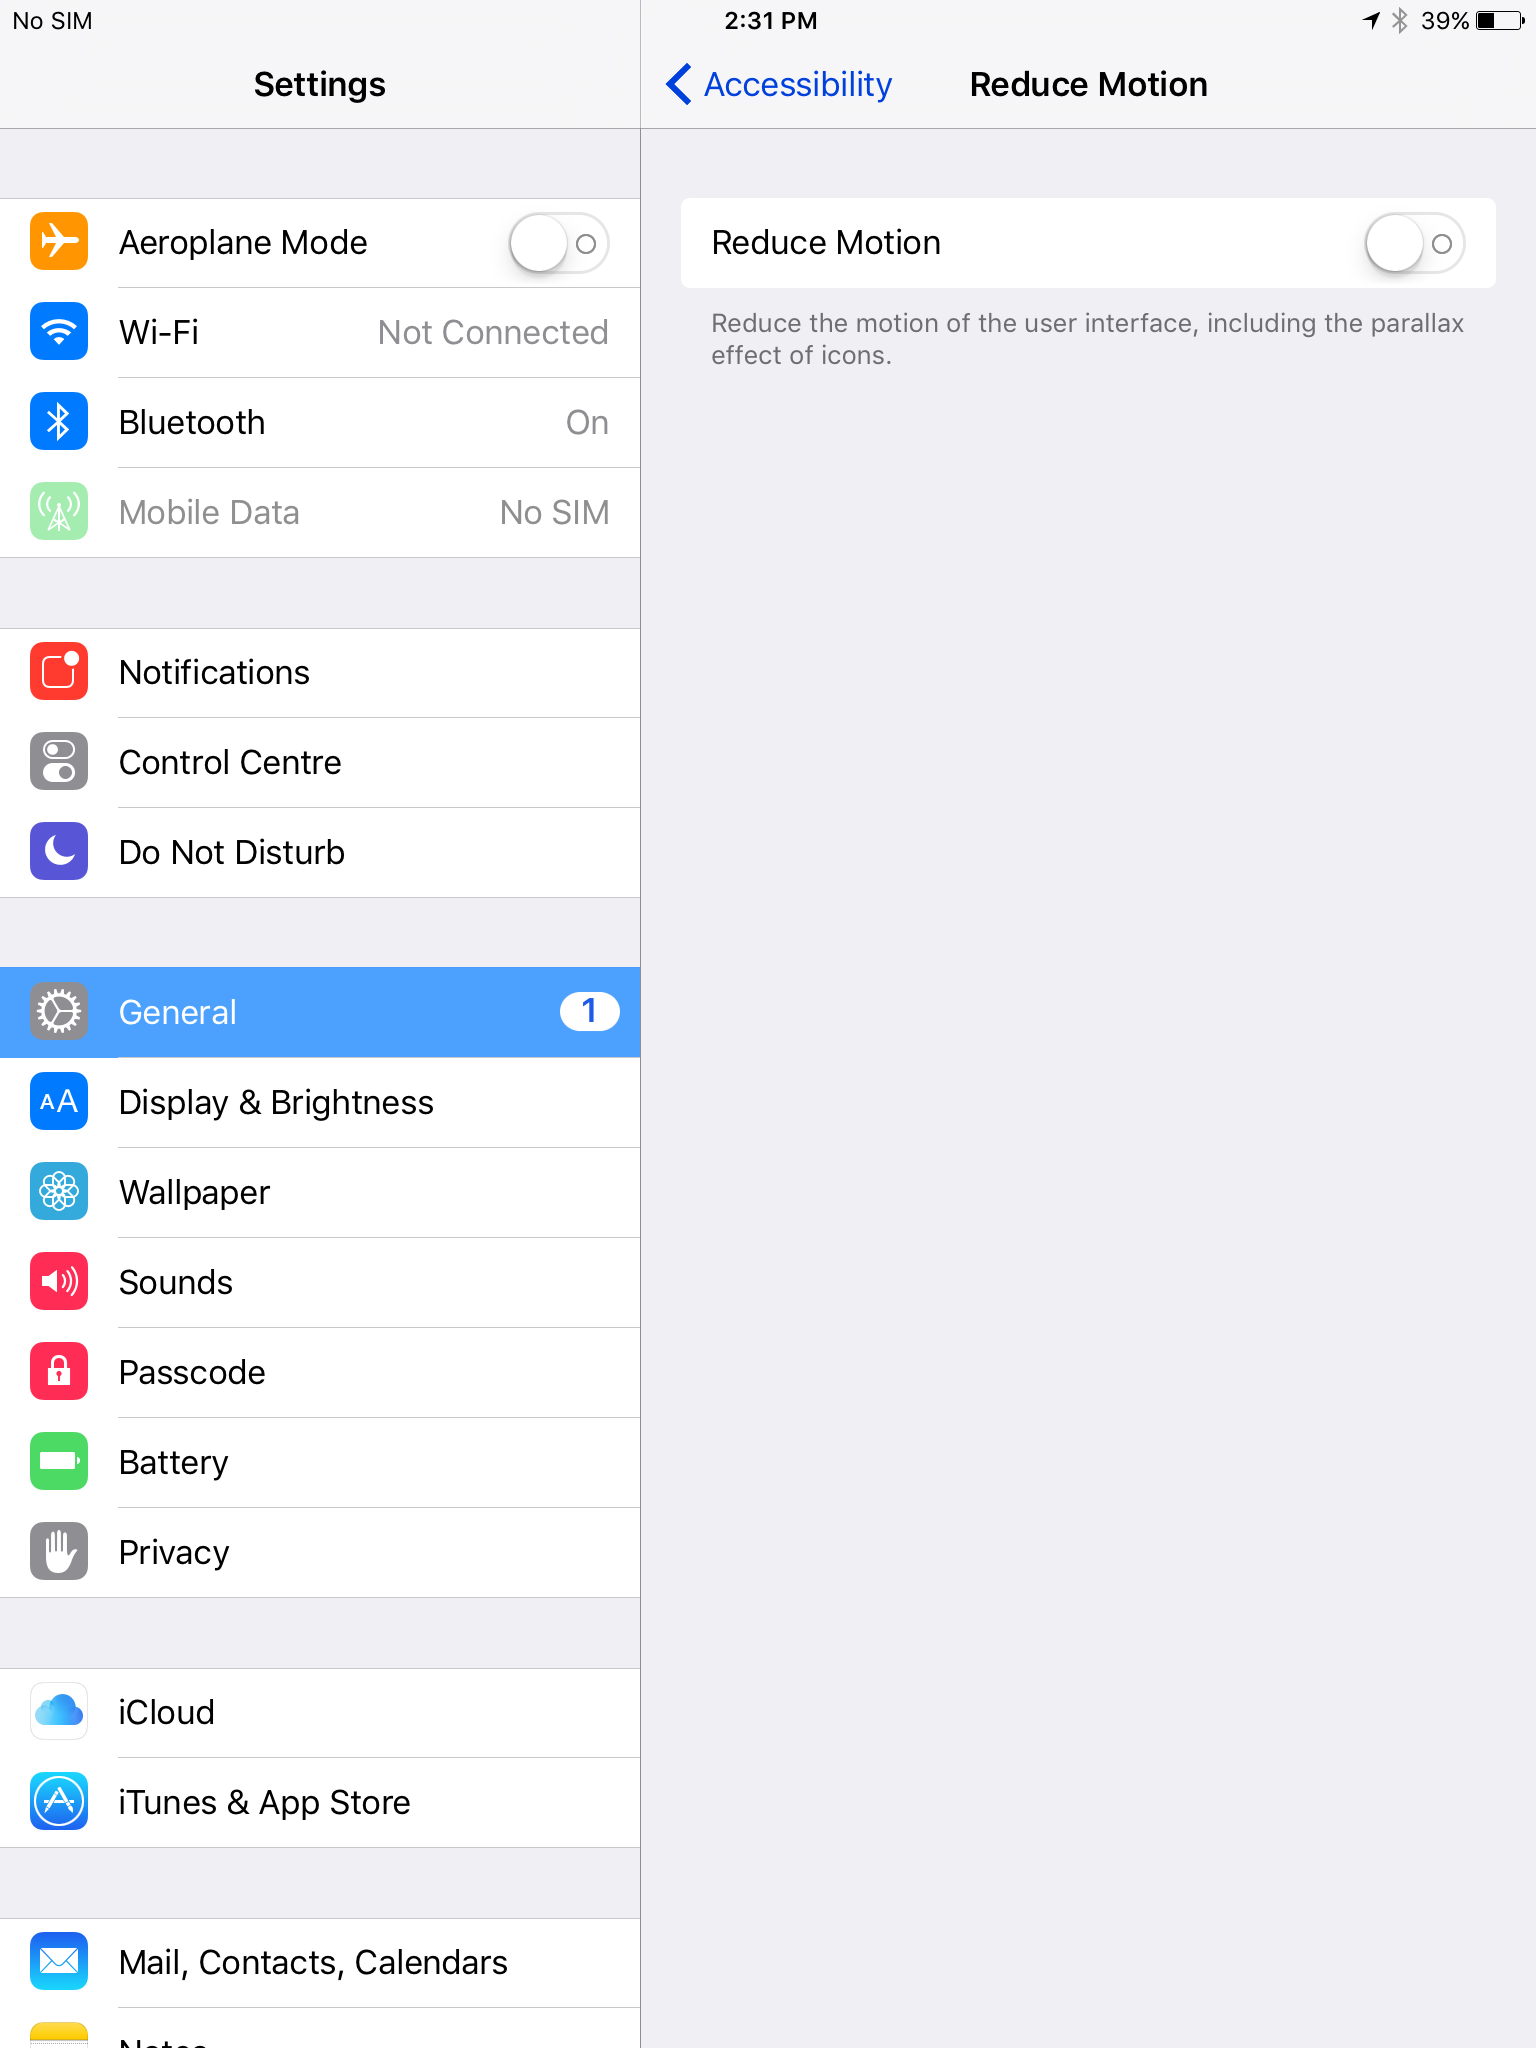 No SIM
2:31 PM
39%
Settings
Accessibility
Reduce Motion
Aeroplane Mode
Wi-Fi
Not Connected
Bluetooth
On
Mobile Data
No SIM
Notifications
Control Centre
Do Not Disturb
General
1
AA
Display & Brightness
Wallpaper
Sounds
Passcode
Battery
Privacy
iCloud
iTunes & App Store
Mail, Contacts, Calendars
Notes
Reduce Motion
Reduce the motion of the user interface, including the parallax
effect of icons.